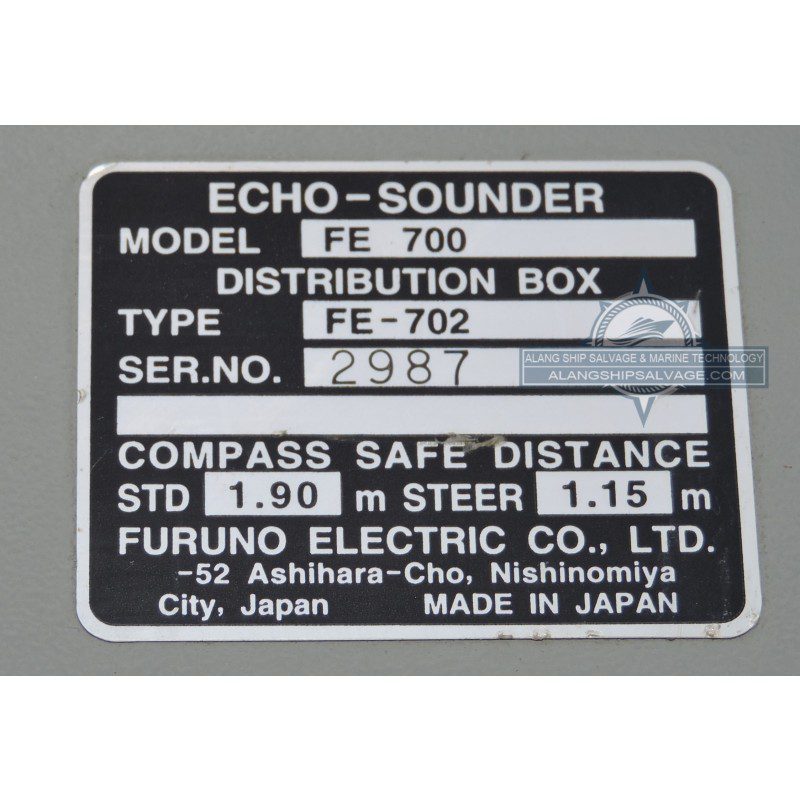 ECHO-SOUNDER
MODEL FE 700
DISTRIBUTION BOX
TYPE FE-702
SER.NO. 2987
ALANG SHIP SALVAGE & MARINE TECHNOLOGY
ALANGSHIPSALVAGE.COM
COMPASS SAFE DISTANCE
STD 1.90 m STEER 1.15 m
FURUNO ELECTRIC CO., LTD.
-52 Ashihara-Cho, Nishinomiya
City, Japan MADE IN JAPAN